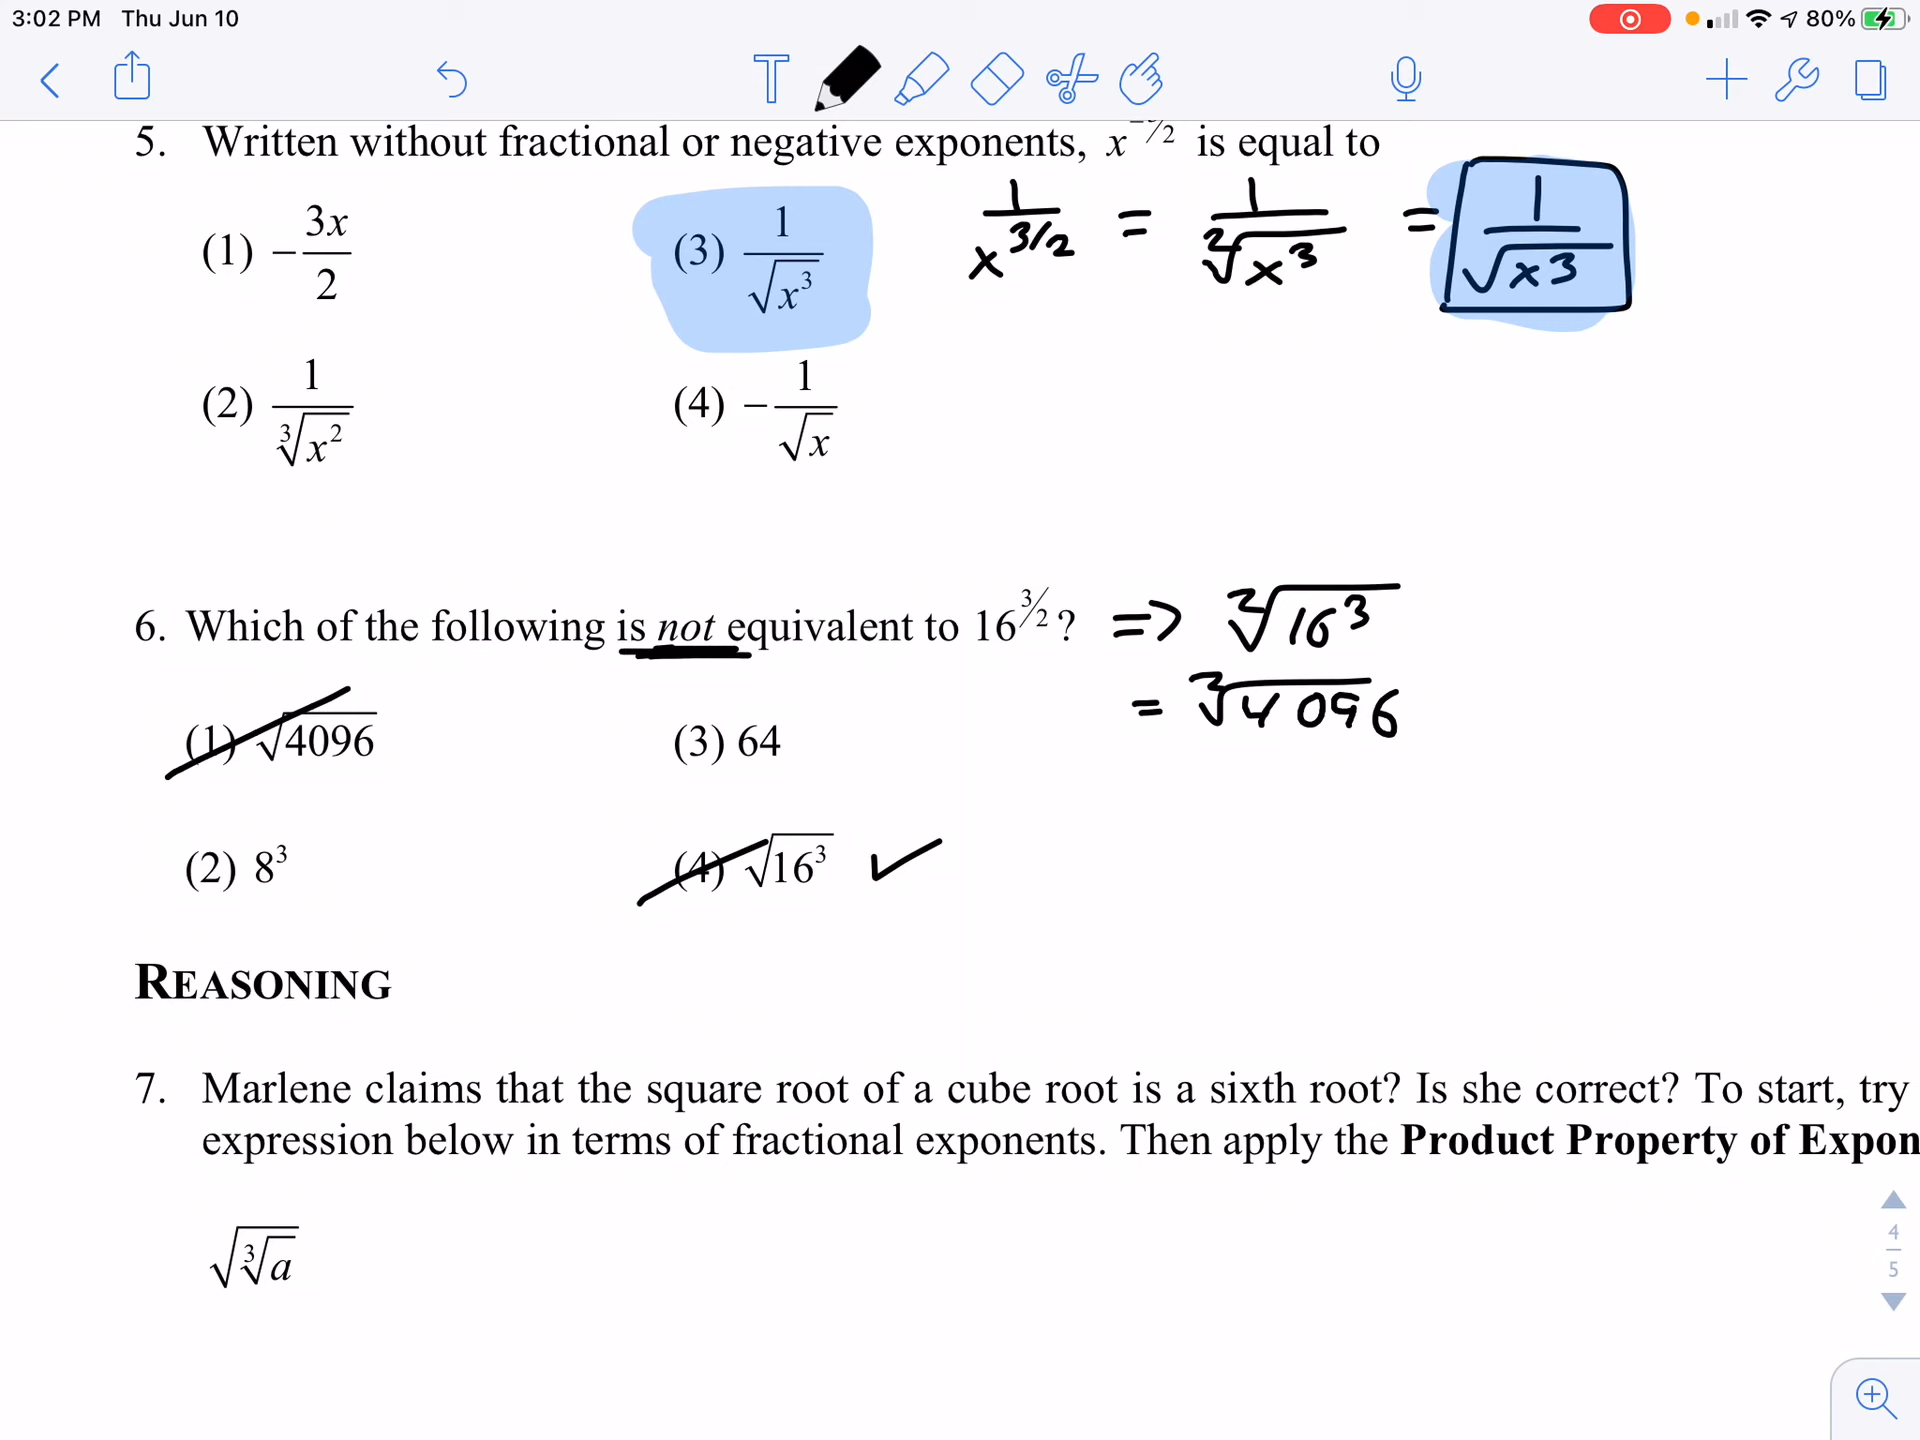 3:02 PM Thu Jun 10 80%
5. Written without fractional or negative exponents, x^-3/2 is equal to
(1) -3x/2 (3) 1/√x³ 1/x^3/2 = 1/²√x³ = 1/√x3
(2) 1/³√x² (4) -1/√x
6. Which of the following is not equivalent to 16^3/2? => ²√16³
(1) √4096 (3) 64 = ²√4096
(2) 8³ (4) √16³ ✓
REASONING
7. Marlene claims that the square root of a cube root is a sixth root? Is she correct? To start, try
expression below in terms of fractional exponents. Then apply the Product Property of Expon
√³√a
4
5